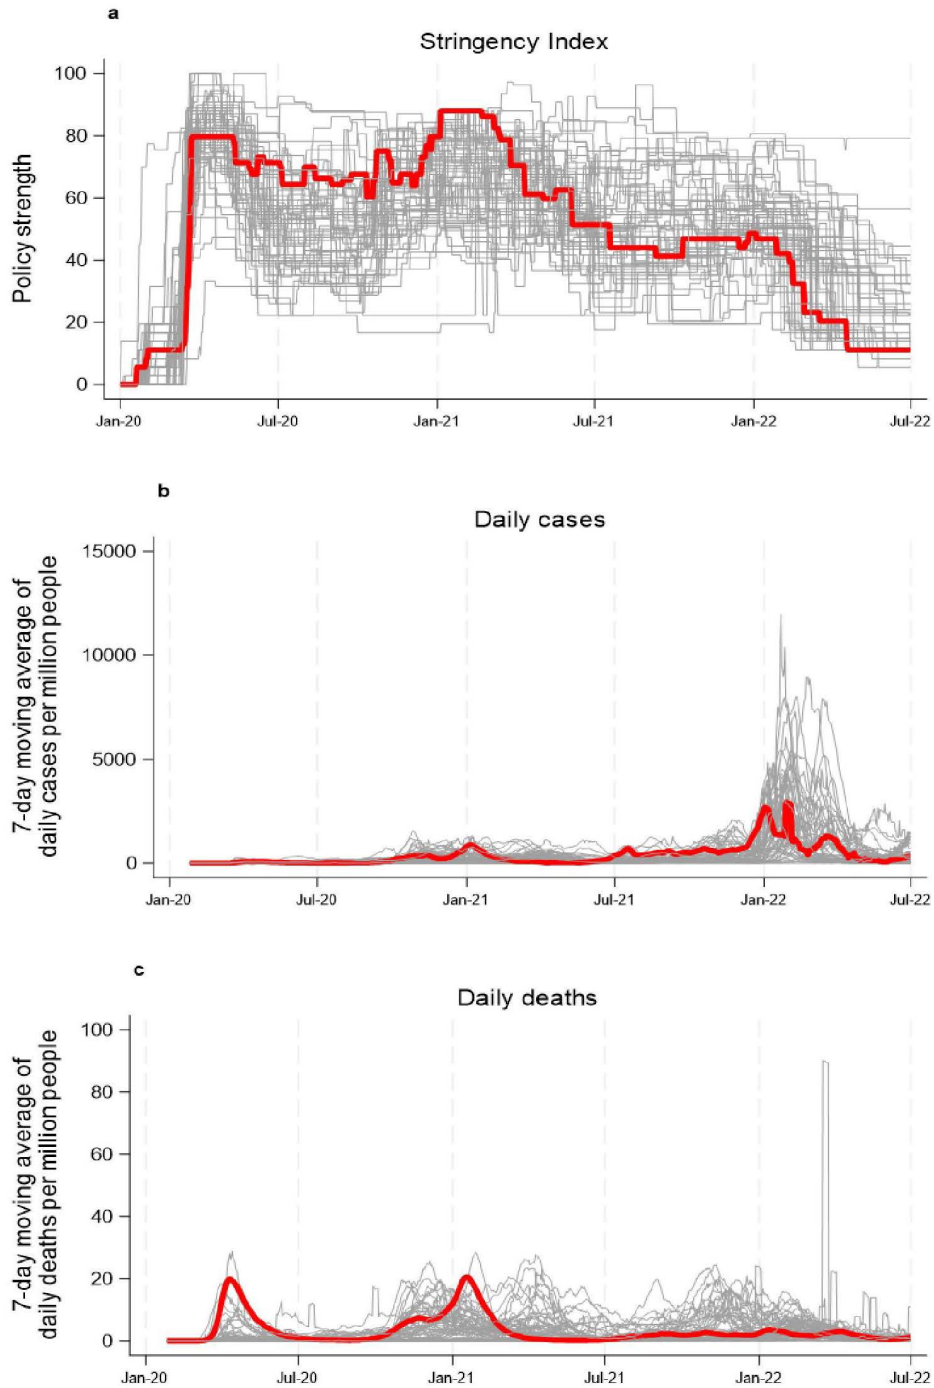 a
Stringency Index
Policy strength
100
80
60
40
20
0
Jan-20 Jul-20 Jan-21 Jul-21 Jan-22 Jul-22
b
Daily cases
7-day moving average of
daily cases per million people
15000
10000
5000
0
Jan-20 Jul-20 Jan-21 Jul-21 Jan-22 Jul-22
c
Daily deaths
7-day moving average of
daily deaths per million people
100
80
60
40
20
0
Jan-20 Jul-20 Jan-21 Jul-21 Jan-22 Jul-22